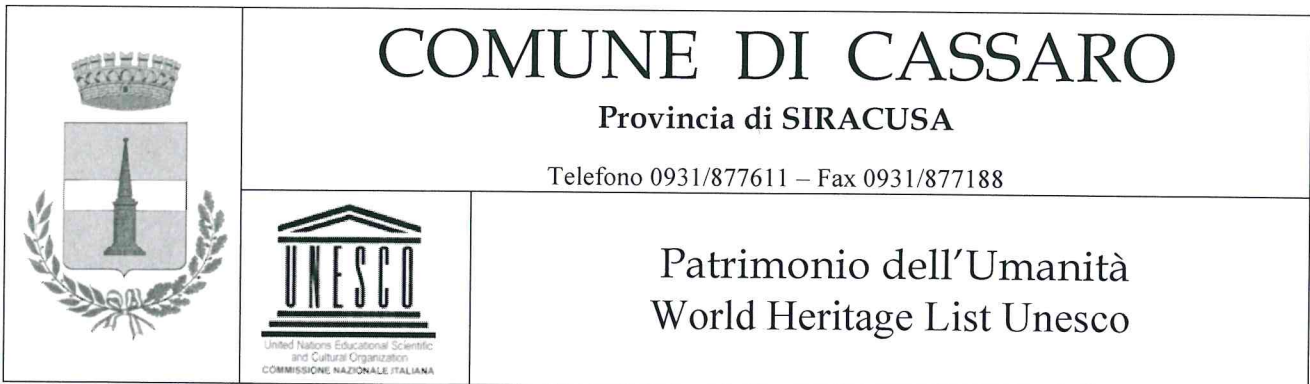 COMUNE DI CASSARO
Provincia di SIRACUSA
Telefono 0931/877611 – Fax 0931/877188
UNESCO
United Nations Educational Scientific
and Cultural Organization
COMMISSIONE NAZIONALE ITALIANA
Patrimonio dell'Umanità
World Heritage List Unesco